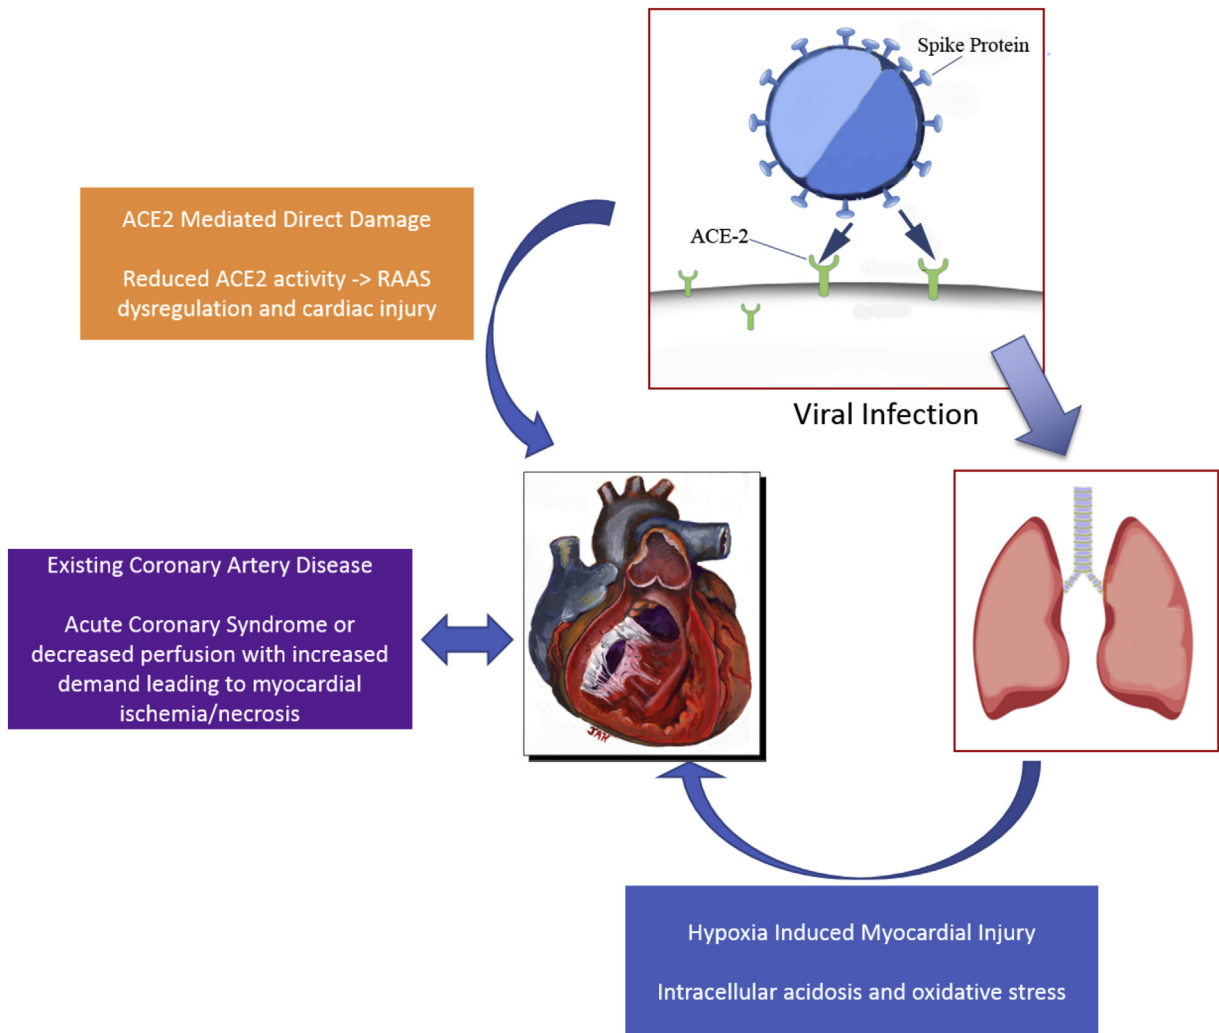 Spike Protein
ACE-2
Viral Infection
ACE2 Mediated Direct Damage
Reduced ACE2 activity -> RAAS
dysregulation and cardiac injury
Existing Coronary Artery Disease
Acute Coronary Syndrome or
decreased perfusion with increased
demand leading to myocardial
ischemia/necrosis
JAH
Hypoxia Induced Myocardial Injury
Intracellular acidosis and oxidative stress